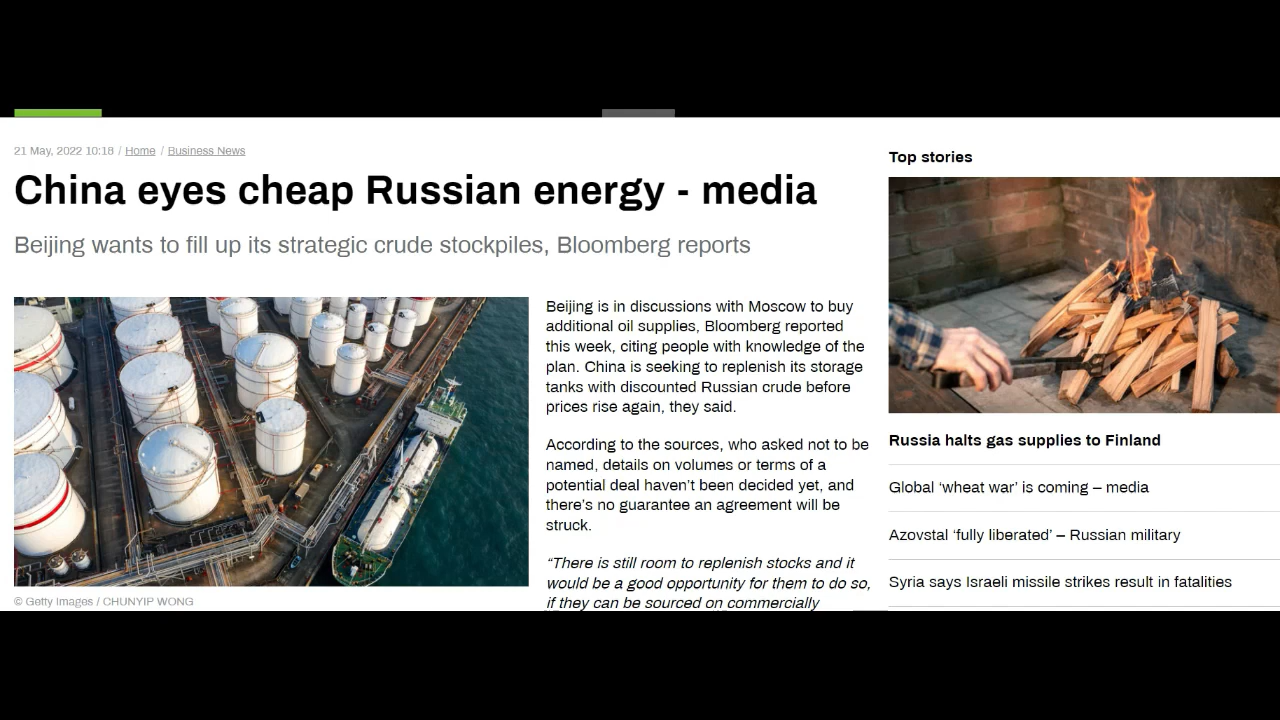 21 May, 2022 10:18 / Home / Business News
China eyes cheap Russian energy - media
Beijing wants to fill up its strategic crude stockpiles, Bloomberg reports
Beijing is in discussions with Moscow to buy
additional oil supplies, Bloomberg reported
this week, citing people with knowledge of the
plan. China is seeking to replenish its storage
tanks with discounted Russian crude before
prices rise again, they said.
According to the sources, who asked not to be
named, details on volumes or terms of a
potential deal haven't been decided yet, and
there's no guarantee an agreement will be
struck.
“There is still room to replenish stocks and it
would be a good opportunity for them to do so,
if they can be sourced on commercially
© Getty Images / CHUNYIP WONG
Top stories
Russia halts gas supplies to Finland
Global ‘wheat war’ is coming – media
Azovstal ‘fully liberated’ – Russian military
Syria says Israeli missile strikes result in fatalities